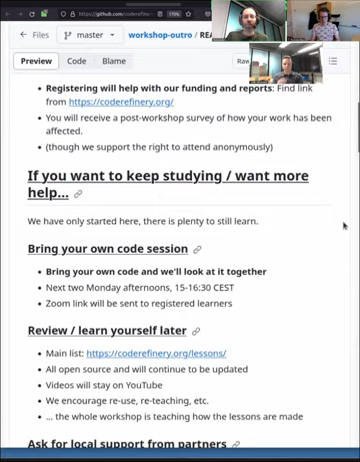 https://github.com/coderefine
170%
Files
master
workshop-outro / REA
Preview
Code
Blame
Raw
• Registering will help with our funding and reports: Find link
from https://coderefinery.org/
• You will receive a post-workshop survey of how your work has been
affected.
• (though we support the right to attend anonymously)
If you want to keep studying / want more
help...
We have only started here, there is plenty to still learn.
Bring your own code session
• Bring your own code and we'll look at it together
• Next two Monday afternoons, 15-16:30 CEST
• Zoom link will be sent to registered learners
Review / learn yourself later
• Main list: https://coderefinery.org/lessons/
• All open source and will continue to be updated
• Videos will stay on YouTube
• We encourage re-use, re-teaching, etc.
• ... the whole workshop is teaching how the lessons are made
Ask for local support from partners